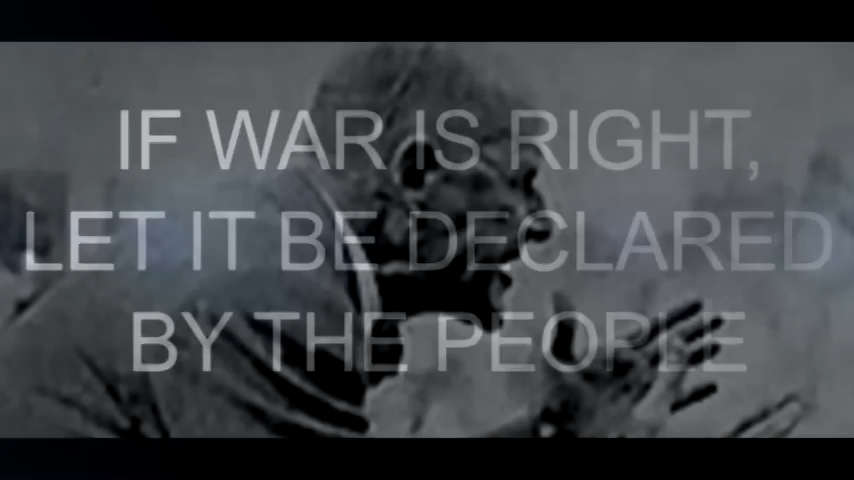 IF WAR IS RIGHT,
LET IT BE DECLARED
BY THE PEOPLE